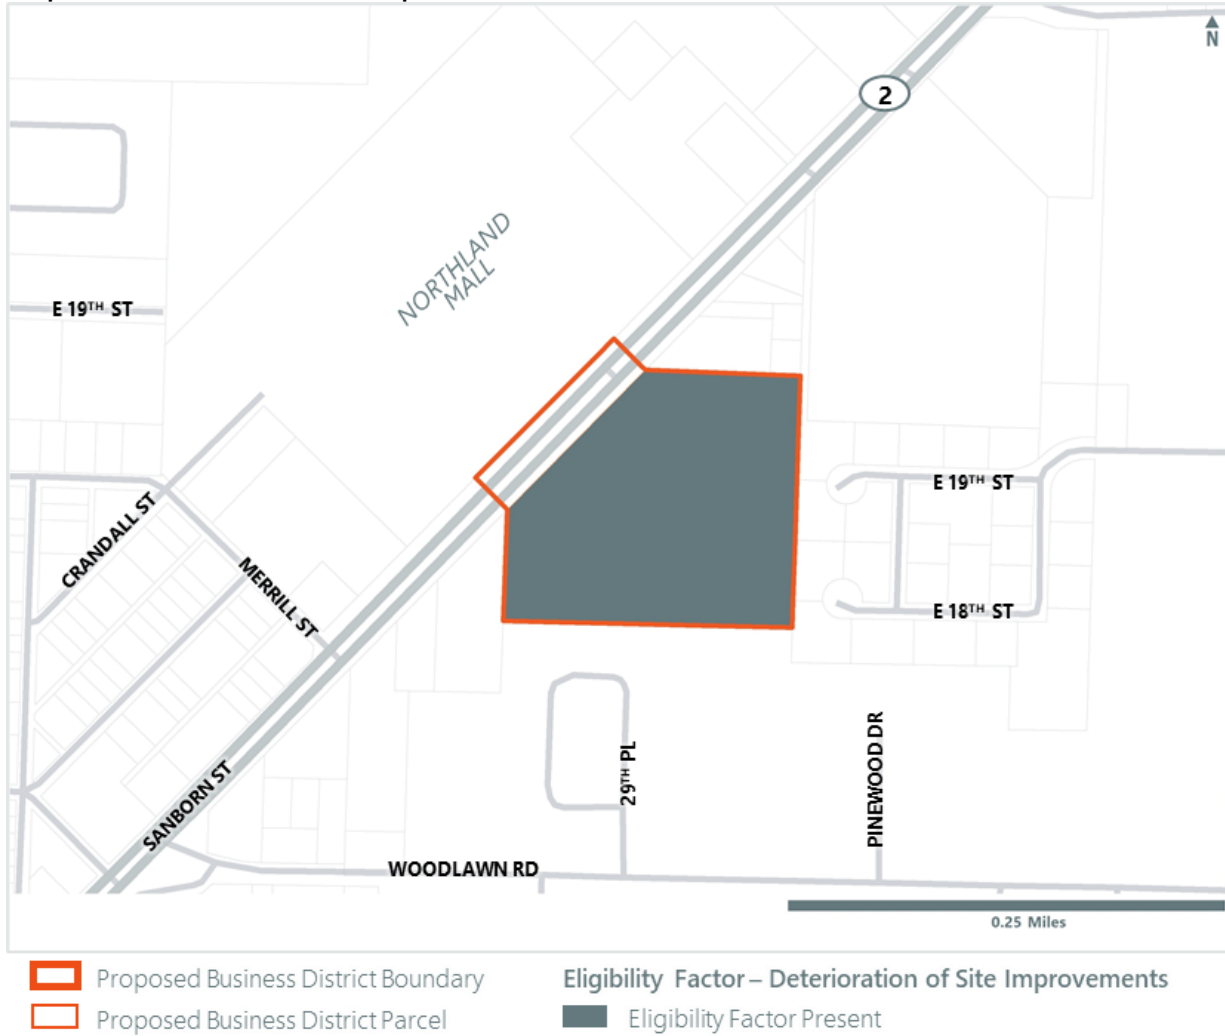 N
2
NORTHLAND
MALL
E 19TH ST
E 19TH ST
CRANDALL ST
MERRILL ST
E 18TH ST
SANBORN ST
29TH PL
PINEWOOD DR
WOODLAWN RD
0.25 Miles
Proposed Business District Boundary
Eligibility Factor – Deterioration of Site Improvements
Proposed Business District Parcel
Eligibility Factor Present